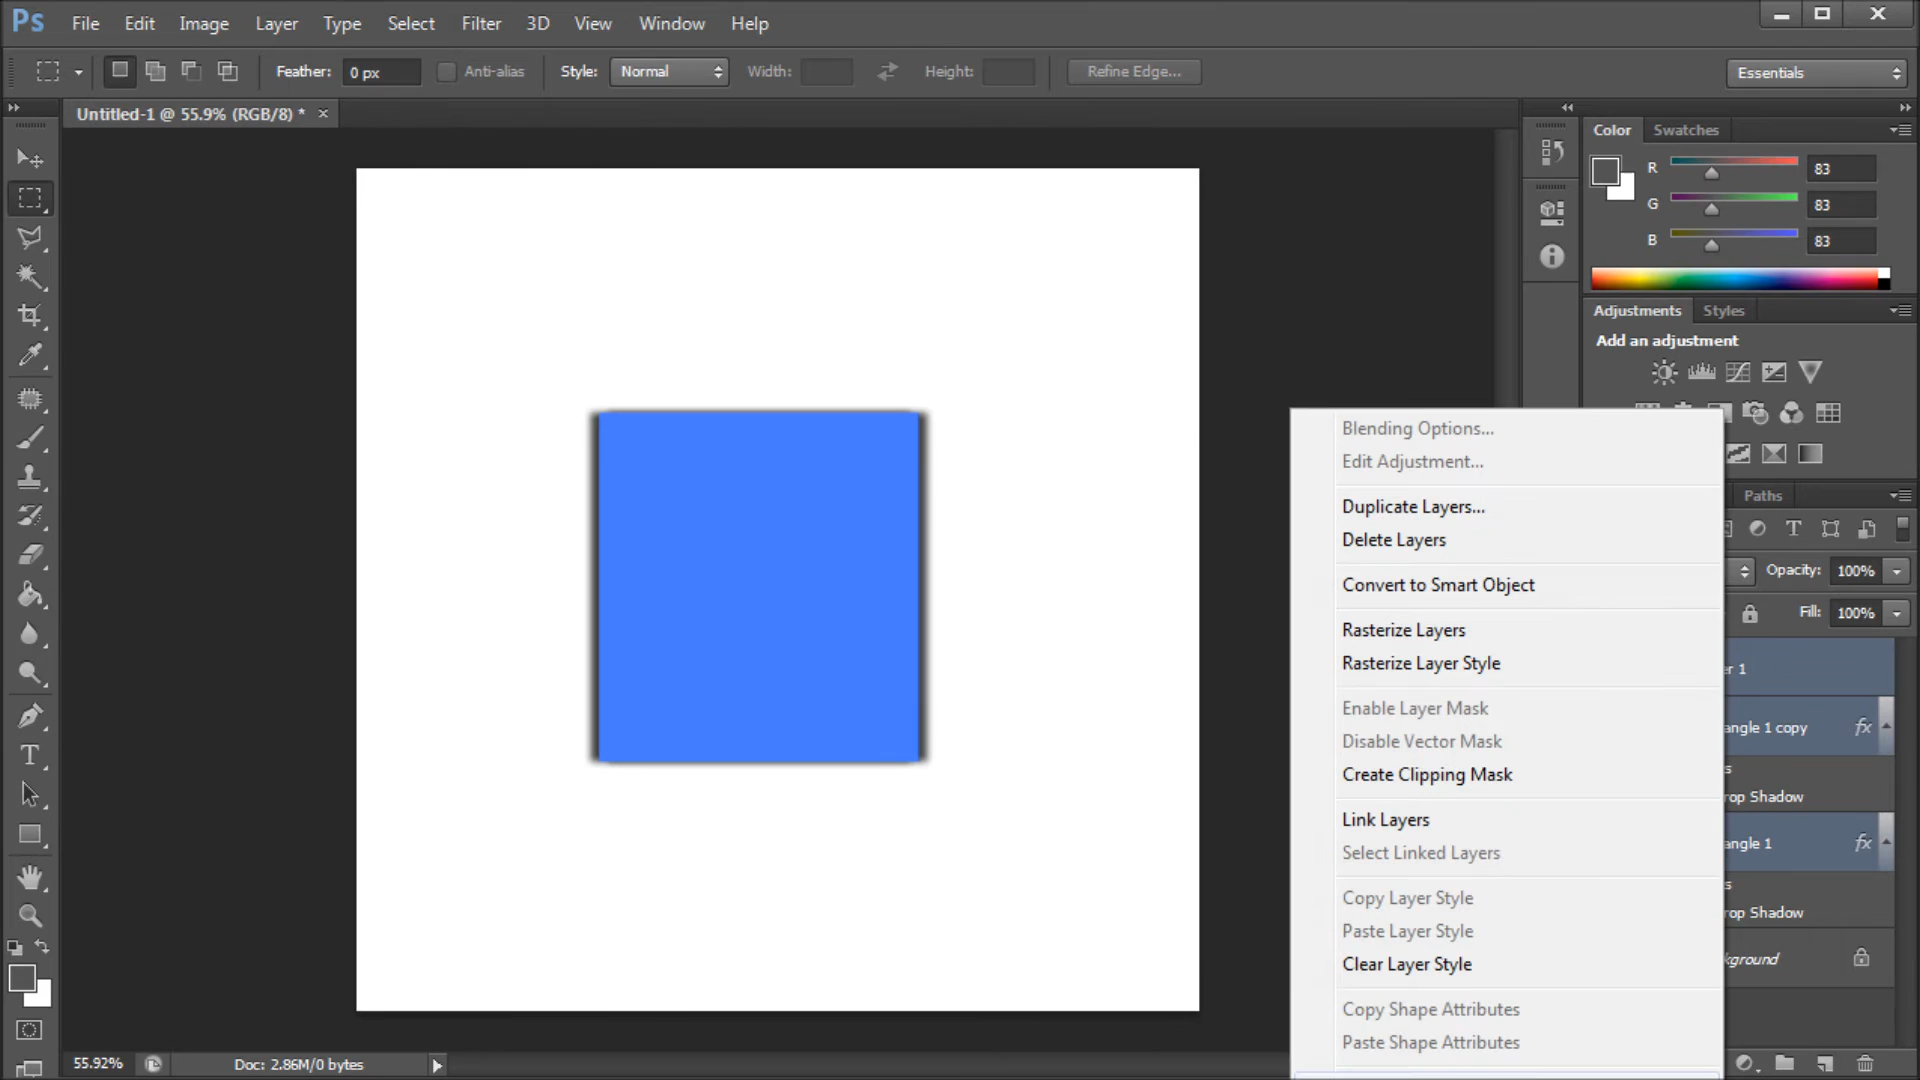 Ps File Edit Image Layer Type Select Filter 3D View Window Help
Feather: 0 px Anti-alias Style: Normal Width: Height: Refine Edge... Essentials
Untitled-1 @ 55.9% (RGB/8) * ×
Color Swatches
R 83
G 83
B 83
Adjustments Styles
Add an adjustment
Blending Options...
Edit Adjustment...
Duplicate Layers...
Delete Layers
Convert to Smart Object
Rasterize Layers
Rasterize Layer Style
Enable Layer Mask
Disable Vector Mask
Create Clipping Mask
Link Layers
Select Linked Layers
Copy Layer Style
Paste Layer Style
Clear Layer Style
Copy Shape Attributes
Paste Shape Attributes
Paths
Opacity: 100%
Fill: 100%
er 1
angle 1 copy fx
s
rop Shadow
angle 1 fx
s
rop Shadow
kground
55.92% Doc: 2.86M/0 bytes